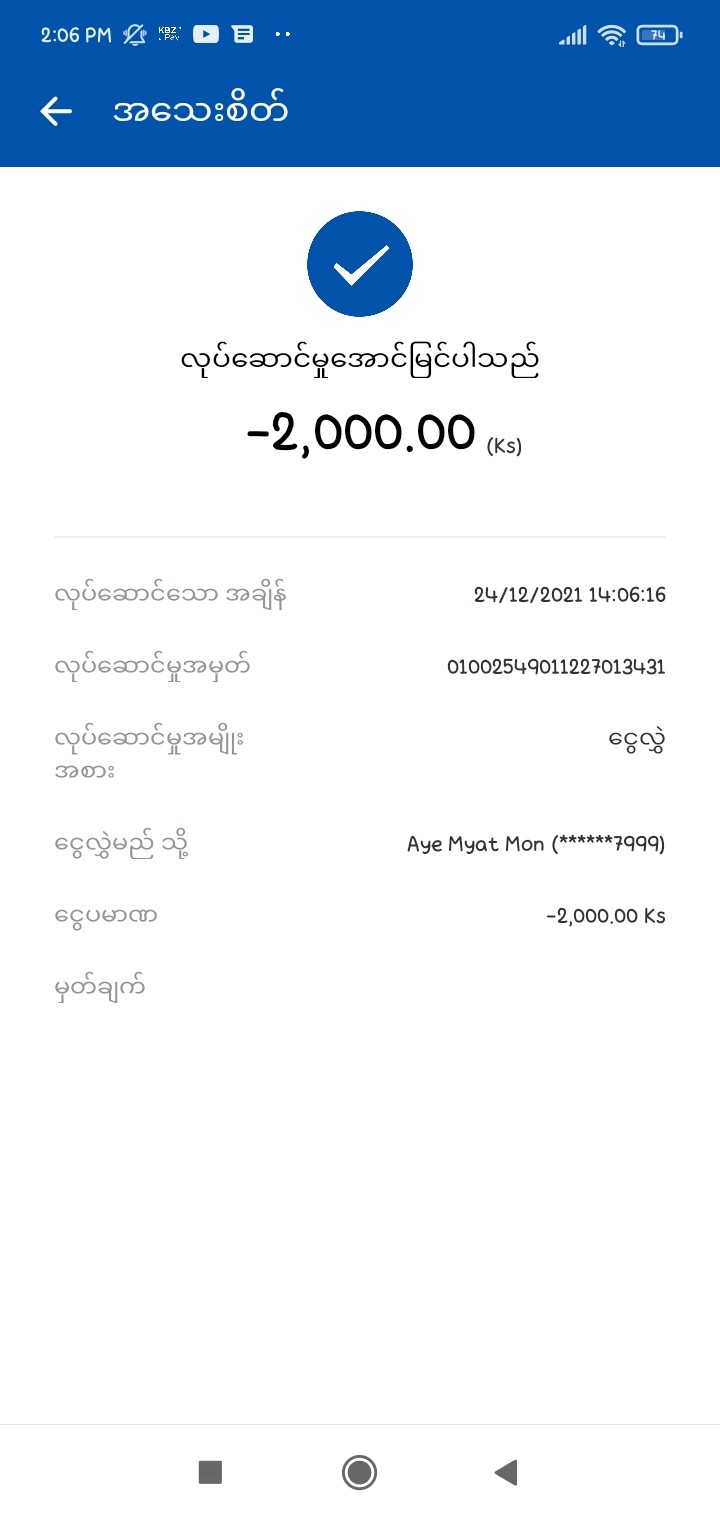 2:06 PM
KBZ Pay
74
အသေးစိတ်
လုပ်ဆောင်မှုအောင်မြင်ပါသည်
-2,000.00 (Ks)
လုပ်ဆောင်သော အချိန် 24/12/2021 14:06:16
လုပ်ဆောင်မှုအမှတ် 01002549011227013431
လုပ်ဆောင်မှုအမျိုး ငွေလွှဲ
အစား
ငွေလွှဲမည် သို့ Aye Myat Mon (******7999)
ငွေပမာဏ -2,000.00 Ks
မှတ်ချက်